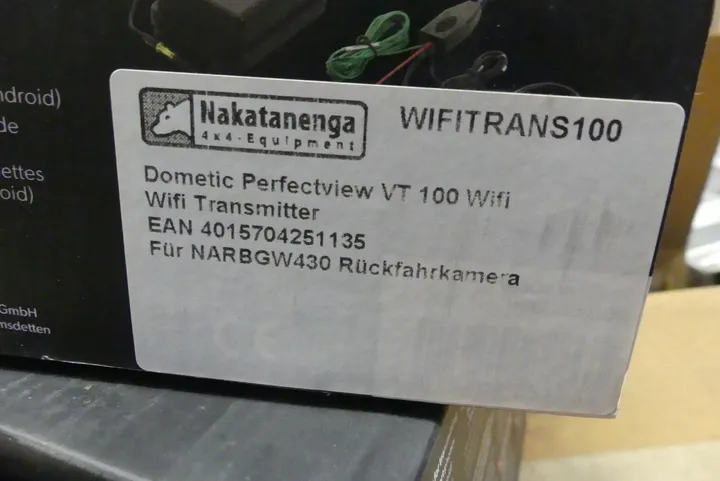 ndroid)
de
ettes
oid)
GmbH
msdetten
Nakatanenga
4x4-Equipment
WIFITRANS100
Dometic Perfectview VT 100 Wifi
Wifi Transmitter
EAN 4015704251135
Für NARBGW430 Rückfahrkamera